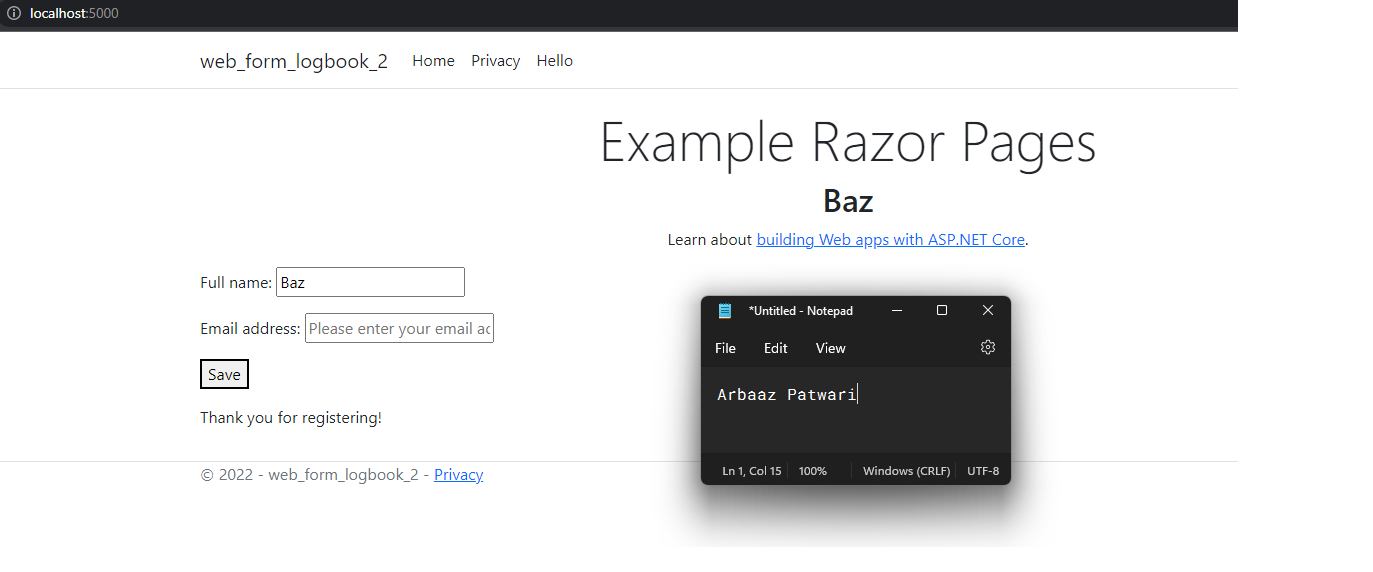 localhost:5000
web_form_logbook_2 Home Privacy Hello
Example Razor Pages
Baz
Learn about building Web apps with ASP.NET Core.
Full name: Baz
Email address: Please enter your email ac
Save
Thank you for registering!
*Untitled - Notepad
File Edit View
Arbaaz Patwari
Ln 1, Col 15 100% Windows (CRLF) UTF-8
© 2022 - web_form_logbook_2 - Privacy